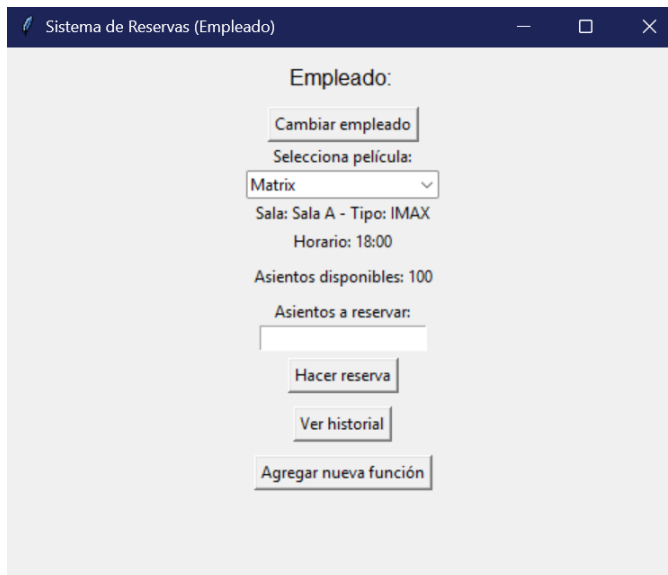 Sistema de Reservas (Empleado)
Empleado:
Cambiar empleado
Selecciona película:
Matrix
Sala: Sala A - Tipo: IMAX
Horario: 18:00
Asientos disponibles: 100
Asientos a reservar:
Hacer reserva
Ver historial
Agregar nueva función